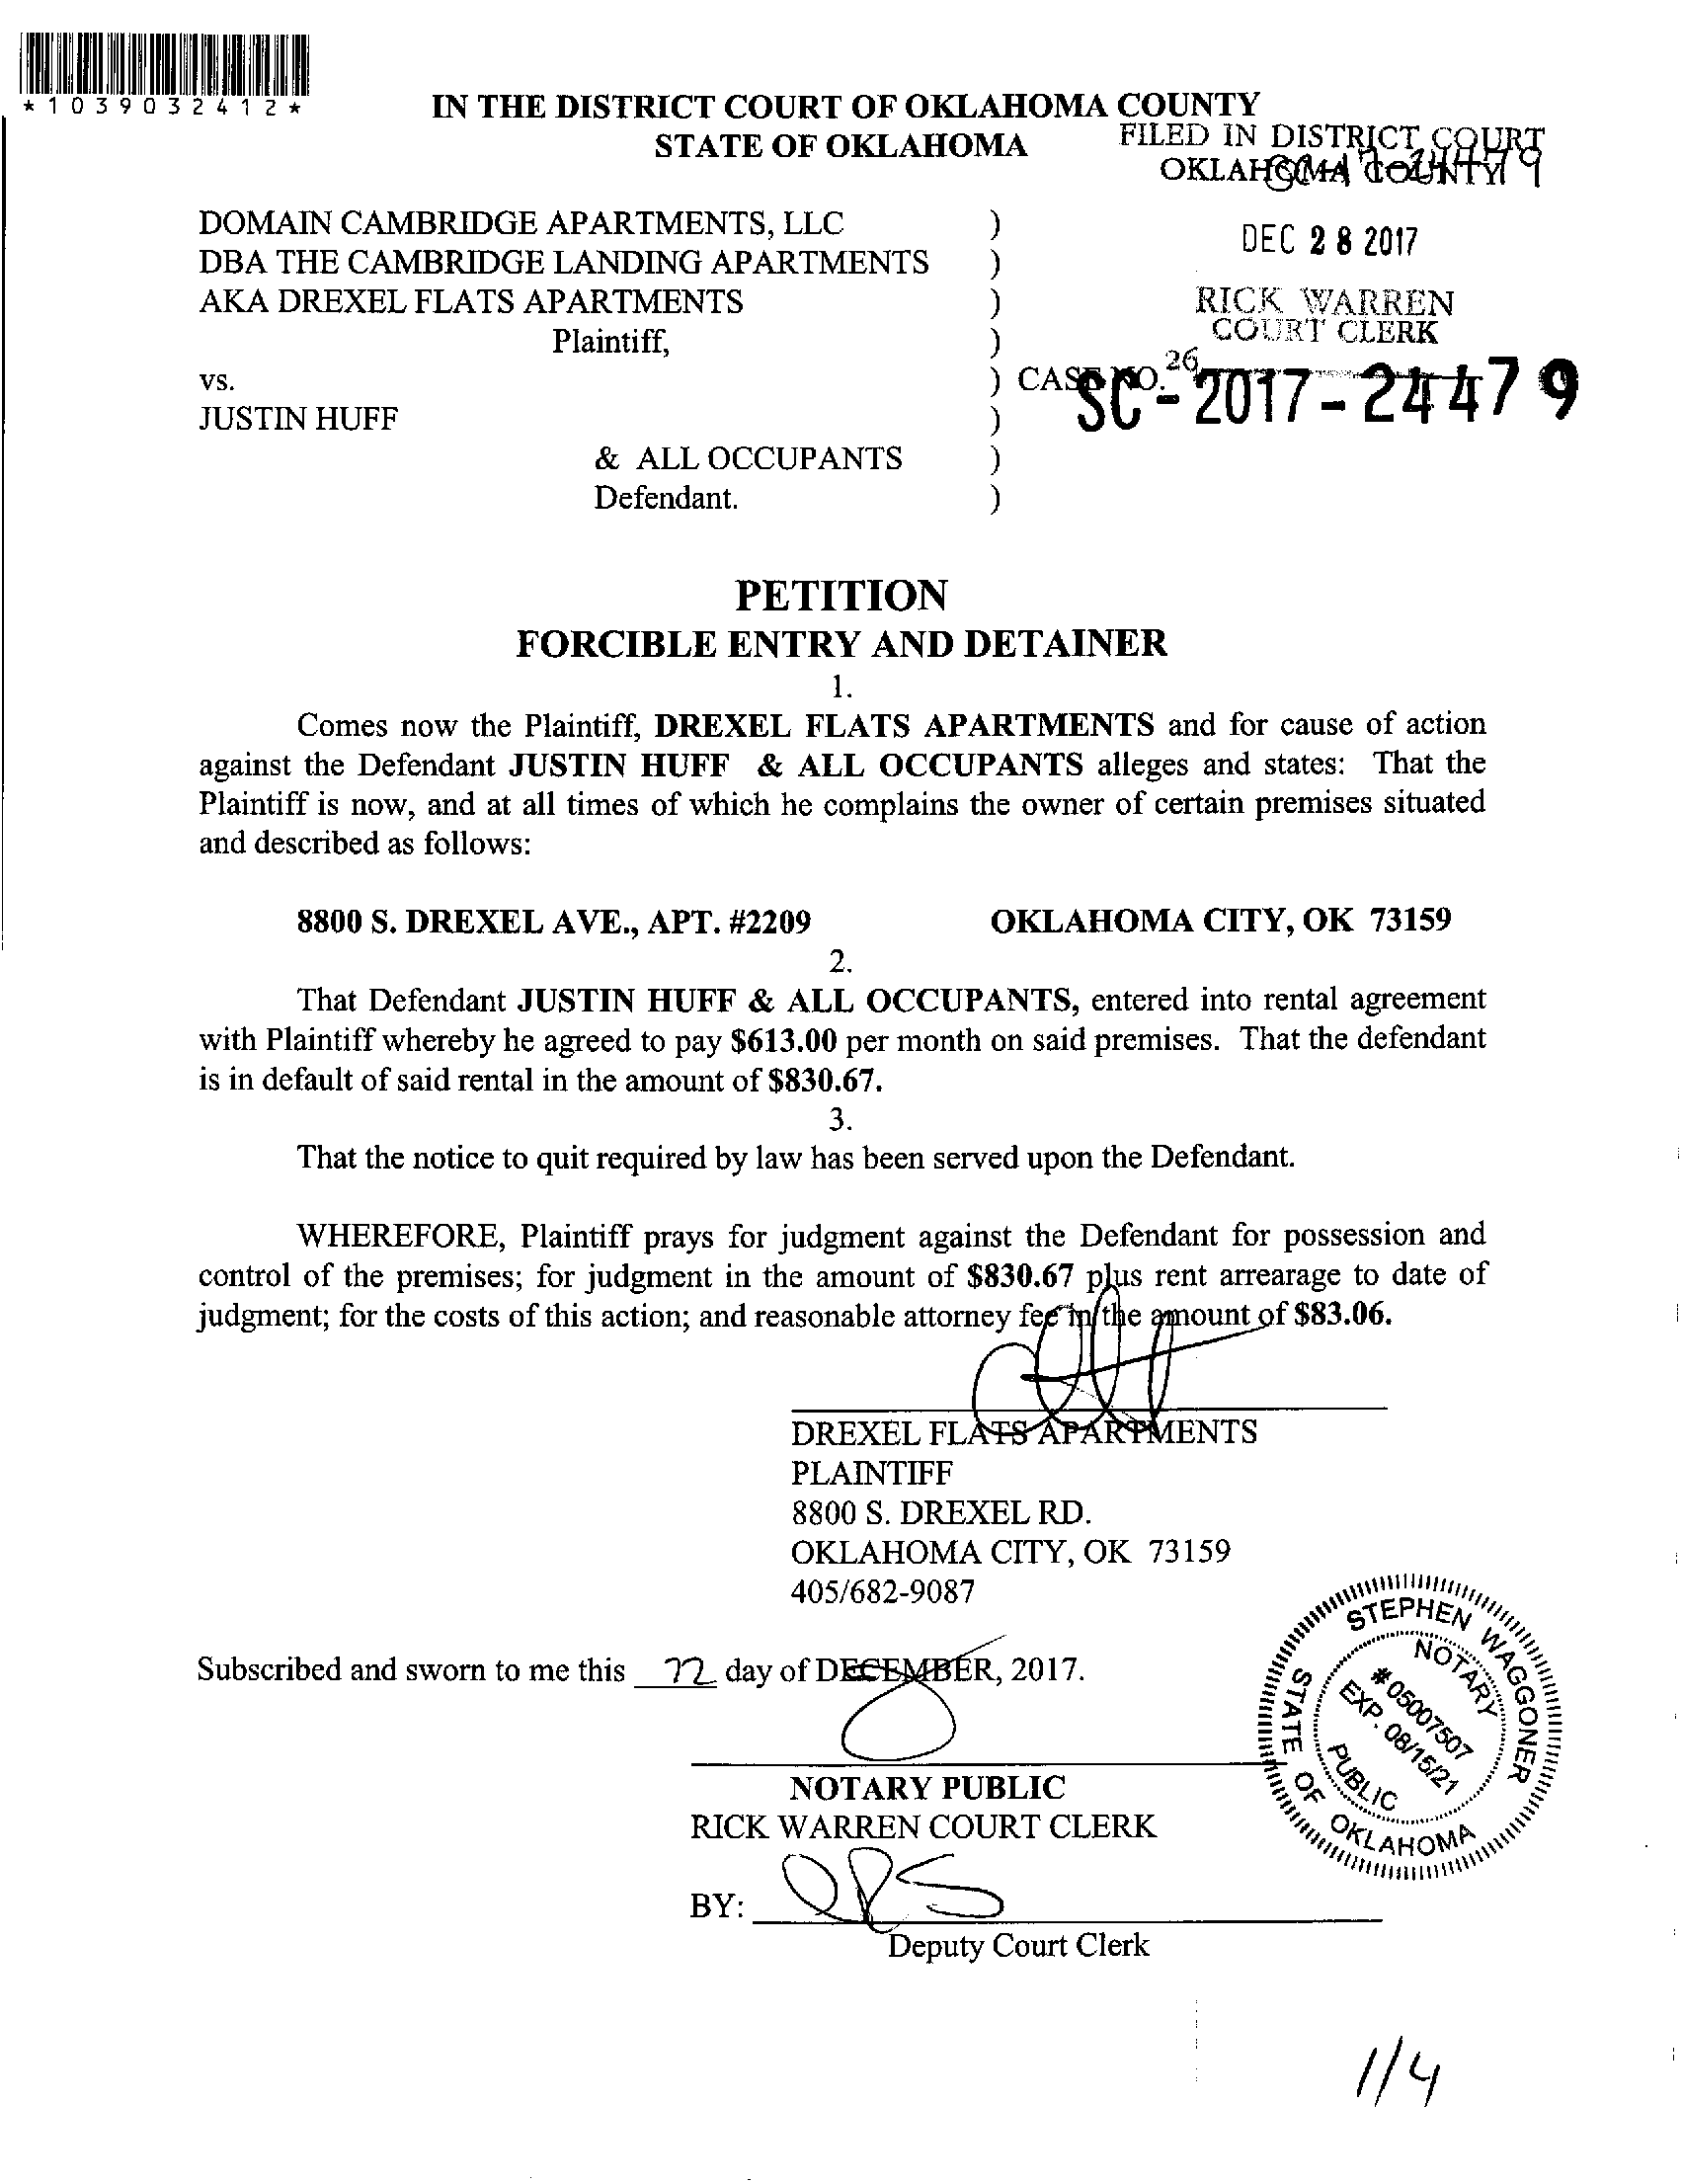 *1039032412*
IN THE DISTRICT COURT OF OKLAHOMA COUNTY
STATE OF OKLAHOMA
FILED IN DISTRICT COURT
OKLAHOMA COUNTY
DOMAIN CAMBRIDGE APARTMENTS, LLC )
DBA THE CAMBRIDGE LANDING APARTMENTS )
AKA DREXEL FLATS APARTMENTS )
Plaintiff, )
DEC 28 2017
RICK WARREN
COURT CLERK
26
vs. ) CASE NO.
SC-2017-24479
JUSTIN HUFF )
& ALL OCCUPANTS )
Defendant. )
PETITION
FORCIBLE ENTRY AND DETAINER
1.
Comes now the Plaintiff, DREXEL FLATS APARTMENTS and for cause of action
against the Defendant JUSTIN HUFF & ALL OCCUPANTS alleges and states: That the
Plaintiff is now, and at all times of which he complains the owner of certain premises situated
and described as follows:
8800 S. DREXEL AVE., APT. #2209 OKLAHOMA CITY, OK 73159
2.
That Defendant JUSTIN HUFF & ALL OCCUPANTS, entered into rental agreement
with Plaintiff whereby he agreed to pay $613.00 per month on said premises. That the defendant
is in default of said rental in the amount of $830.67.
3.
That the notice to quit required by law has been served upon the Defendant.
WHEREFORE, Plaintiff prays for judgment against the Defendant for possession and
control of the premises; for judgment in the amount of $830.67 plus rent arrearage to date of
judgment; for the costs of this action; and reasonable attorney fee in the amount of $83.06.
DREXEL FLATS APARTMENTS
PLAINTIFF
8800 S. DREXEL RD.
OKLAHOMA CITY, OK 73159
405/682-9087
Subscribed and sworn to me this day of DECEMBER, 2017.
STEPHEN WAGGONER
NOTARY
#05007507
EXP. 08/15/21
PUBLIC
STATE OF OKLAHOMA
NOTARY PUBLIC
RICK WARREN COURT CLERK
BY:
Deputy Court Clerk
1/4